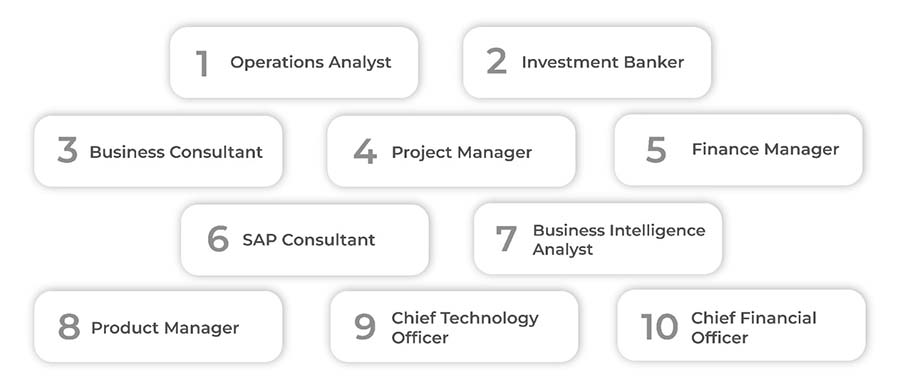 1 Operations Analyst
2 Investment Banker
3 Business Consultant
4 Project Manager
5 Finance Manager
6 SAP Consultant
7 Business Intelligence
Analyst
8 Product Manager
9 Chief Technology
Officer
10 Chief Financial
Officer